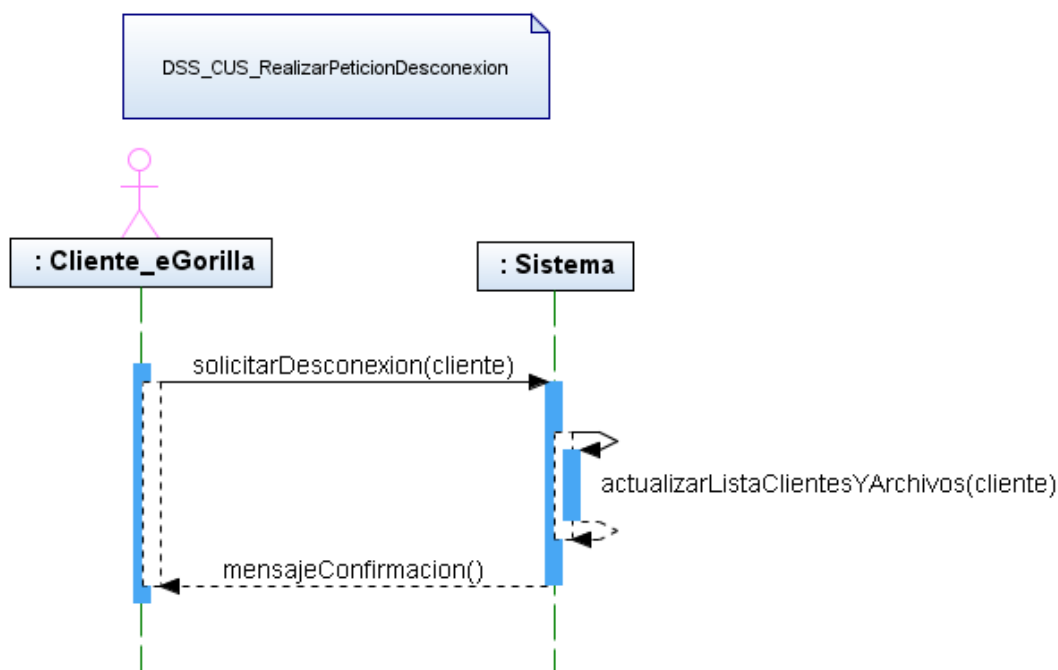 DSS_CUS_RealizarPeticionDesconexion
: Cliente_eGorilla
: Sistema
solicitarDesconexion(cliente)
actualizarListaClientesYArchivos(cliente)
mensajeConfirmacion()